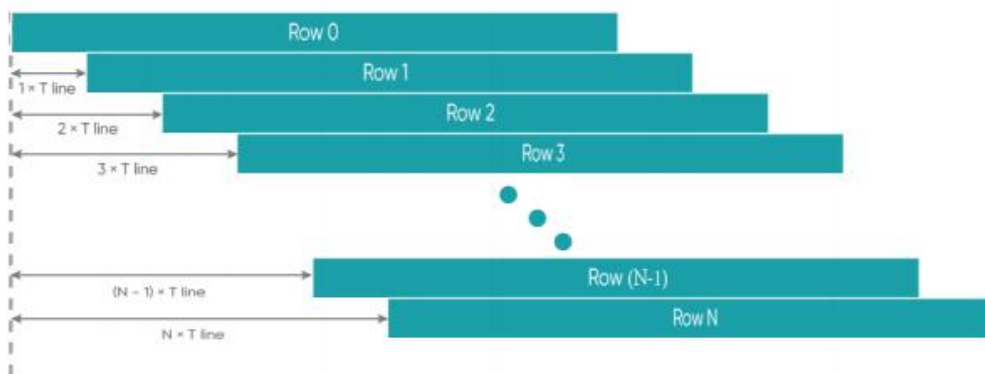 Row 0
Row 1
1 × T line
Row 2
2 × T line
Row 3
3 × T line
Row (N-1)
(N – 1) × T line
Row N
N × T line